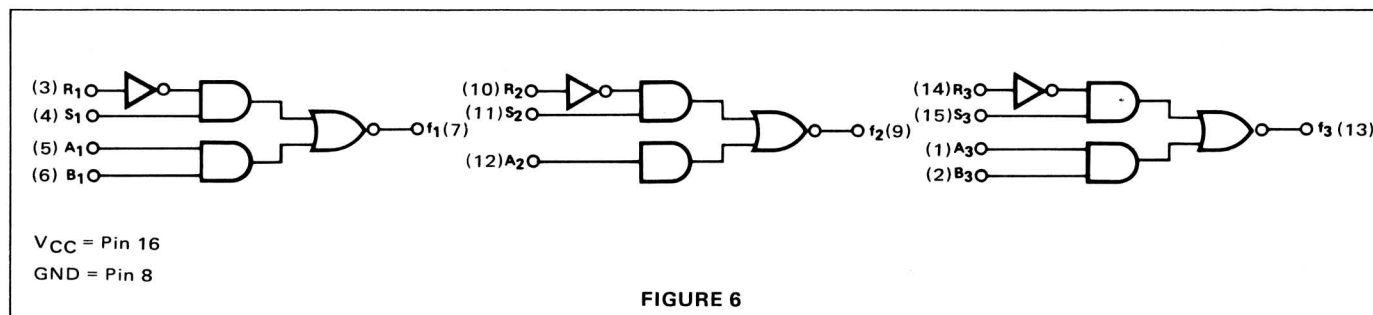 (3) R1
(4) S1
(5) A1
(6) B1
f1(7)
(10) R2
(11) S2
(12) A2
f2(9)
(14) R3
(15) S3
(1) A3
(2) B3
f3 (13)
VCC = Pin 16
GND = Pin 8
FIGURE 6